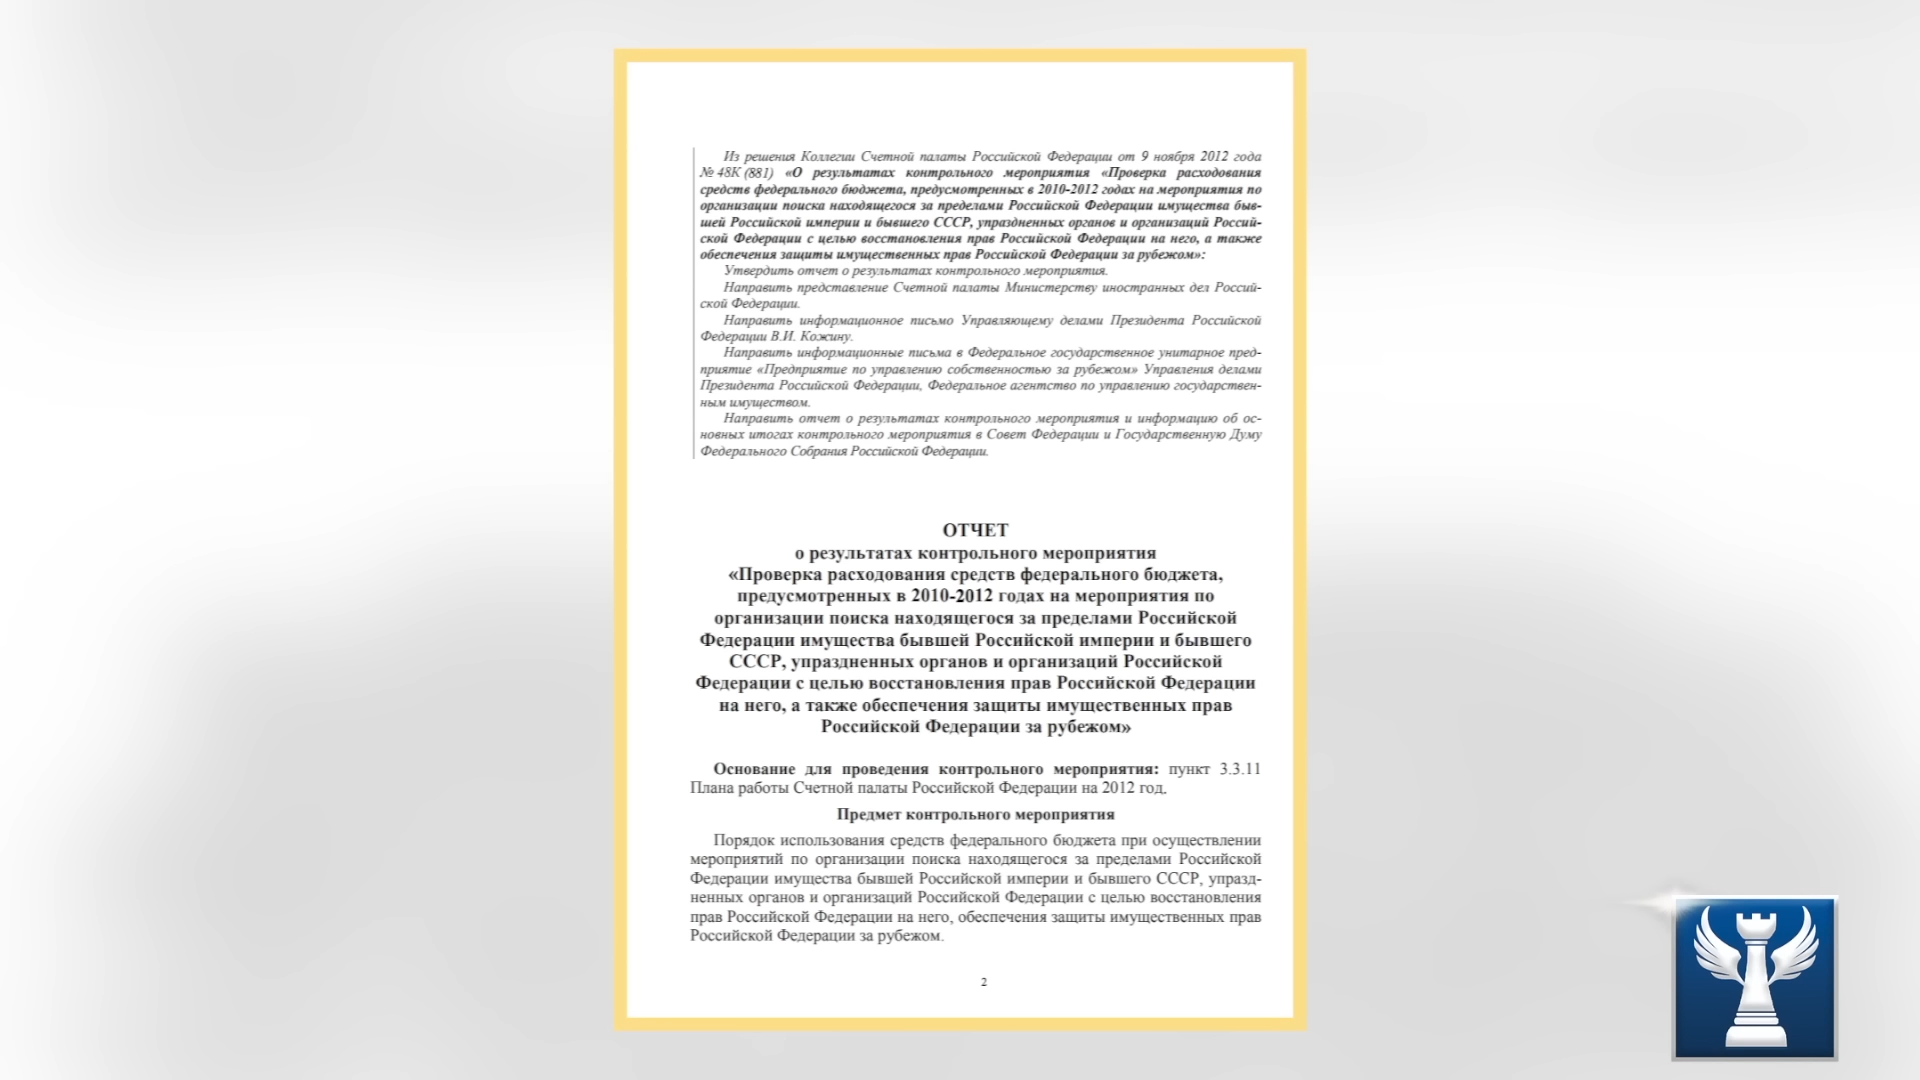 Из решения Коллегии Счетной палаты Российской Федерации от 9 ноября 2012 года
№ 48К (881) «О результатах контрольного мероприятия «Проверка расходования
средств федерального бюджета, предусмотренных в 2010-2012 годах на мероприятия по
организации поиска находящегося за пределами Российской Федерации имущества быв-
шей Российской империи и бывшего СССР, упраздненных органов и организаций Россий-
ской Федерации с целью восстановления прав Российской Федерации на него, а также
обеспечения защиты имущественных прав Российской Федерации за рубежом»:
Утвердить отчет о результатах контрольного мероприятия.
Направить представление Счетной палаты Министерству иностранных дел Россий-
ской Федерации.
Направить информационное письмо Управляющему делами Президента Российской
Федерации В.И. Кожину.
Направить информационные письма в Федеральное государственное унитарное пред-
приятие «Предприятие по управлению собственностью за рубежом» Управления делами
Президента Российской Федерации, Федеральное агентство по управлению государствен-
ным имуществом.
Направить отчет о результатах контрольного мероприятия и информацию об ос-
новных итогах контрольного мероприятия в Совет Федерации и Государственную Думу
Федерального Собрания Российской Федерации.
ОТЧЕТ
о результатах контрольного мероприятия
«Проверка расходования средств федерального бюджета,
предусмотренных в 2010-2012 годах на мероприятия по
организации поиска находящегося за пределами Российской
Федерации имущества бывшей Российской империи и бывшего
СССР, упраздненных органов и организаций Российской
Федерации с целью восстановления прав Российской Федерации
на него, а также обеспечения защиты имущественных прав
Российской Федерации за рубежом»
Основание для проведения контрольного мероприятия: пункт 3.3.11
Плана работы Счетной палаты Российской Федерации на 2012 год.
Предмет контрольного мероприятия
Порядок использования средств федерального бюджета при осуществлении
мероприятий по организации поиска находящегося за пределами Российской
Федерации имущества бывшей Российской империи и бывшего СССР, упразд-
ненных органов и организаций Российской Федерации с целью восстановления
прав Российской Федерации на него, обеспечения защиты имущественных прав
Российской Федерации за рубежом.
2